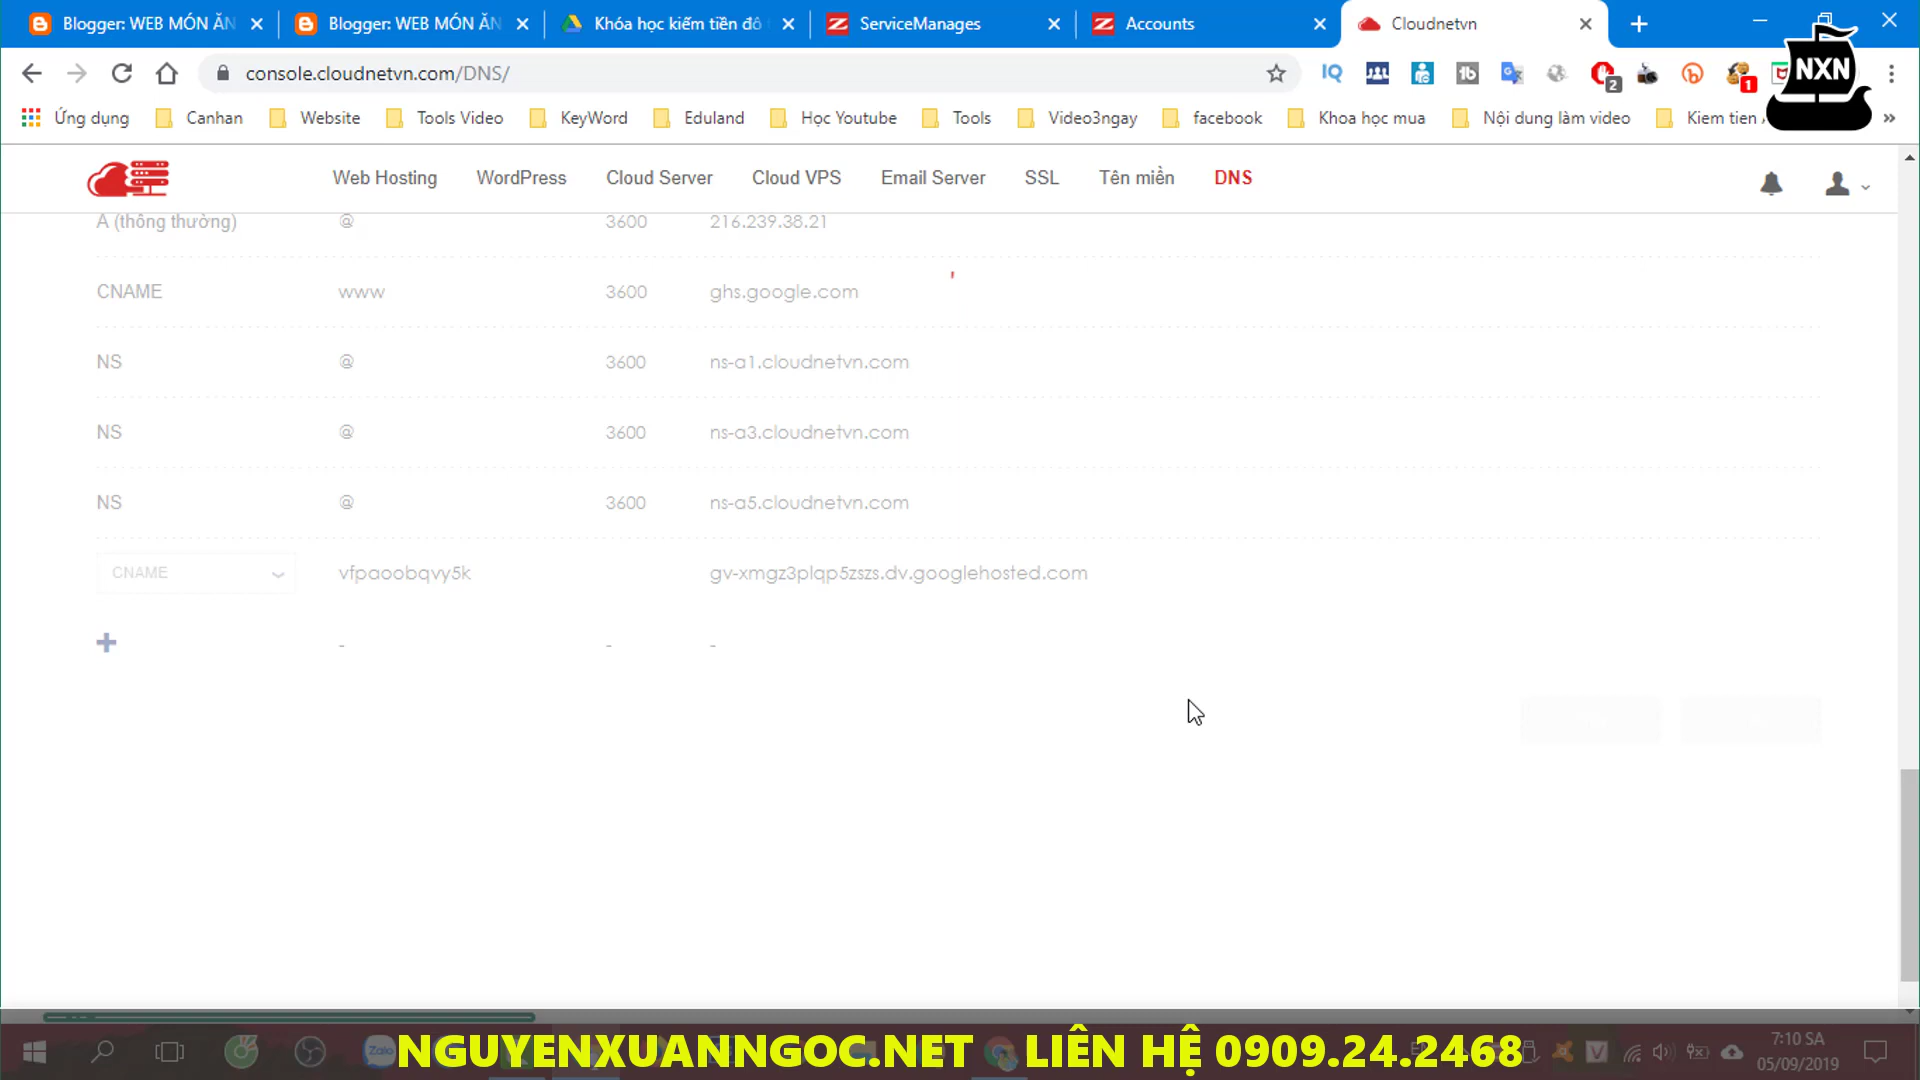 Blogger: WEB MÓN ĂN
Blogger: WEB MÓN ĂN
Khóa học kiếm tiền đô
ServiceManages
Accounts
Cloudnetvn
console.cloudnetvn.com/DNS/
2
1
NXN
Ứng dụng
Canhan
Website
Tools Video
KeyWord
Eduland
Học Youtube
Tools
Video3ngay
facebook
Khoa học mua
Nội dung làm video
Kiem tien
Web Hosting
WordPress
Cloud Server
Cloud VPS
Email Server
SSL
Tên miền
DNS
A (thông thường) @ 3600 216.239.38.21
CNAME www 3600 ghs.google.com
NS @ 3600 ns-a1.cloudnetvn.com
NS @ 3600 ns-a3.cloudnetvn.com
NS @ 3600 ns-a5.cloudnetvn.com
CNAME vfpaoobqvy5k gv-xmgz3plqp5zszs.dv.googlehosted.com
- - -
Zalo
NGUYENXUANNGOC.NET - LIÊN HỆ 0909.24.2468
7:10 SA
05/09/2019